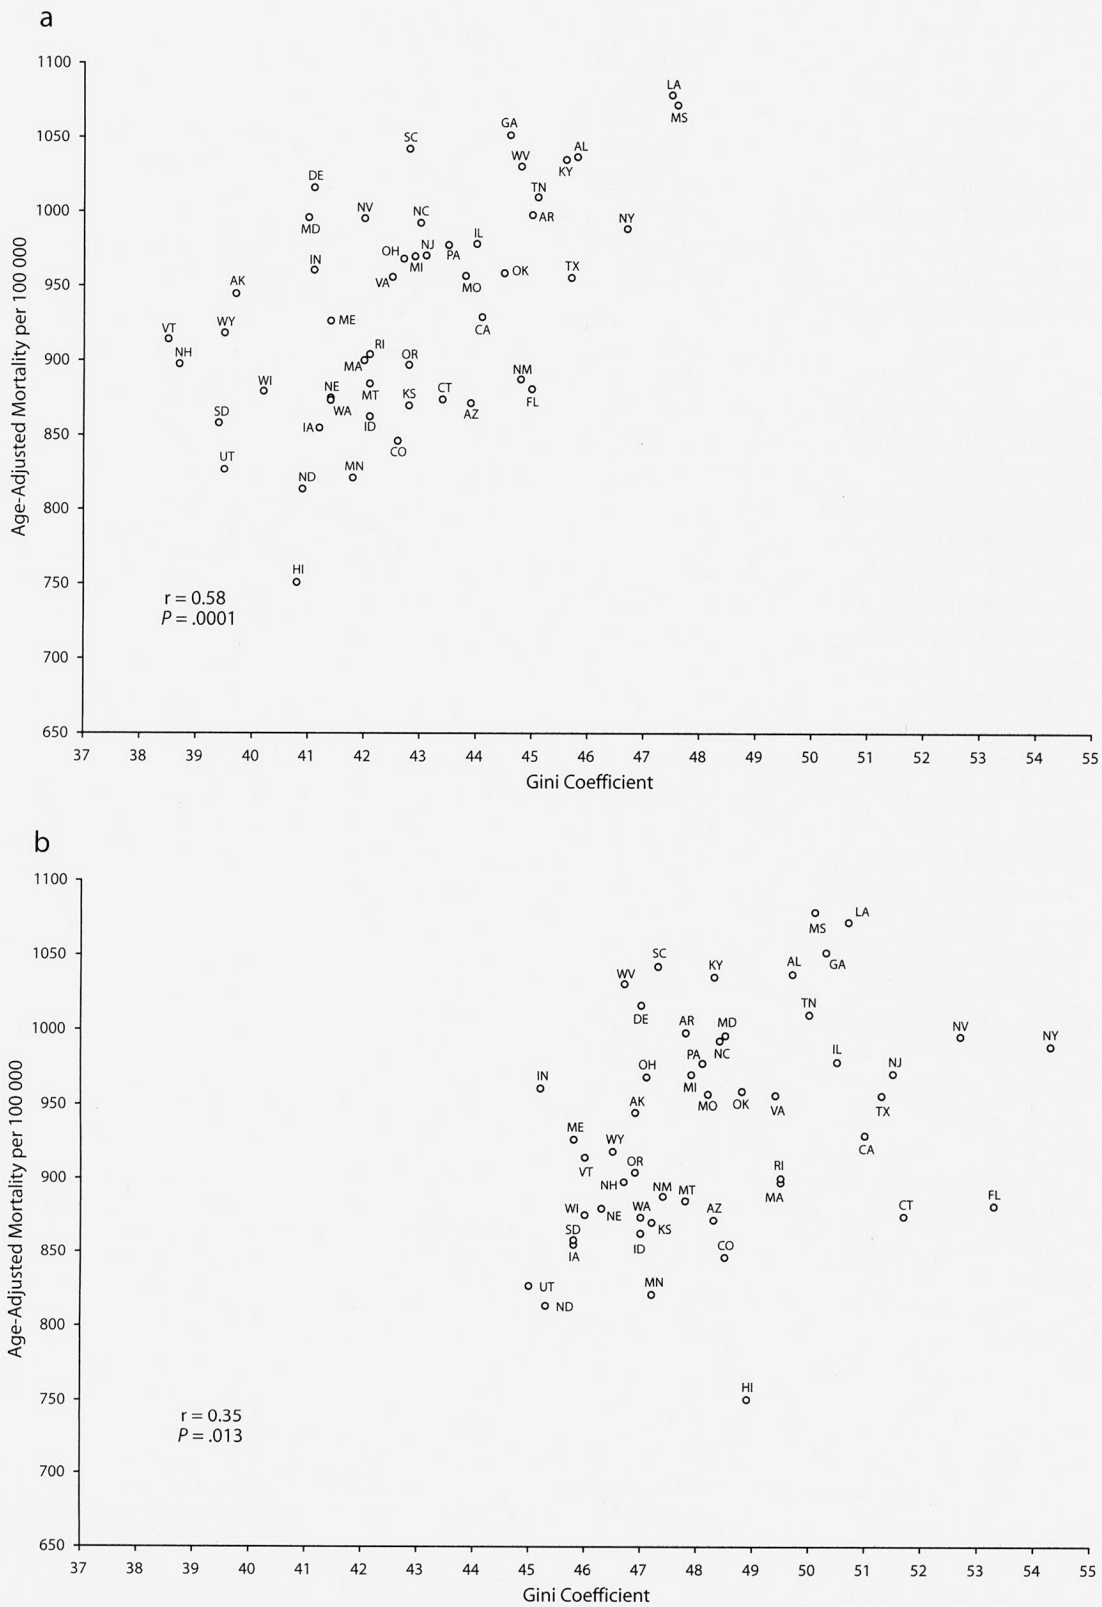 a
1100
LA
MS
GA
1050
SC
AL
WV
KY
DE
TN
1000
NV
NC
AR
NY
MD
IL
OH
NJ
PA
IN
MI
OK
TX
950
VA
MO
AK
WY
ME
CA
VT
RI
NH
OR
900
MA
NM
WI
NE
MT
KS
CT
FL
WA
AZ
SD
IA
ID
850
CO
UT
MN
ND
800
HI
750
r = 0.58
P = .0001
700
650
Age-Adjusted Mortality per 100 000
37 38 39 40 41 42 43 44 45 46 47 48 49 50 51 52 53 54 55
Gini Coefficient
b
1100
LA
MS
1050
SC
KY
AL
GA
WV
TN
DE
AR
MD
1000
NV
NY
NC
PA
IL
OH
NJ
IN
MI
MO
OK
VA
TX
950
AK
ME
WY
CA
VT
OR
RI
900
NH
NM
MT
MA
FL
WI
NE
WA
KS
AZ
CT
SD
ID
CO
850
IA
UT
MN
ND
800
HI
750
r = 0.35
P = .013
700
650
Age-Adjusted Mortality per 100 000
37 38 39 40 41 42 43 44 45 46 47 48 49 50 51 52 53 54 55
Gini Coefficient